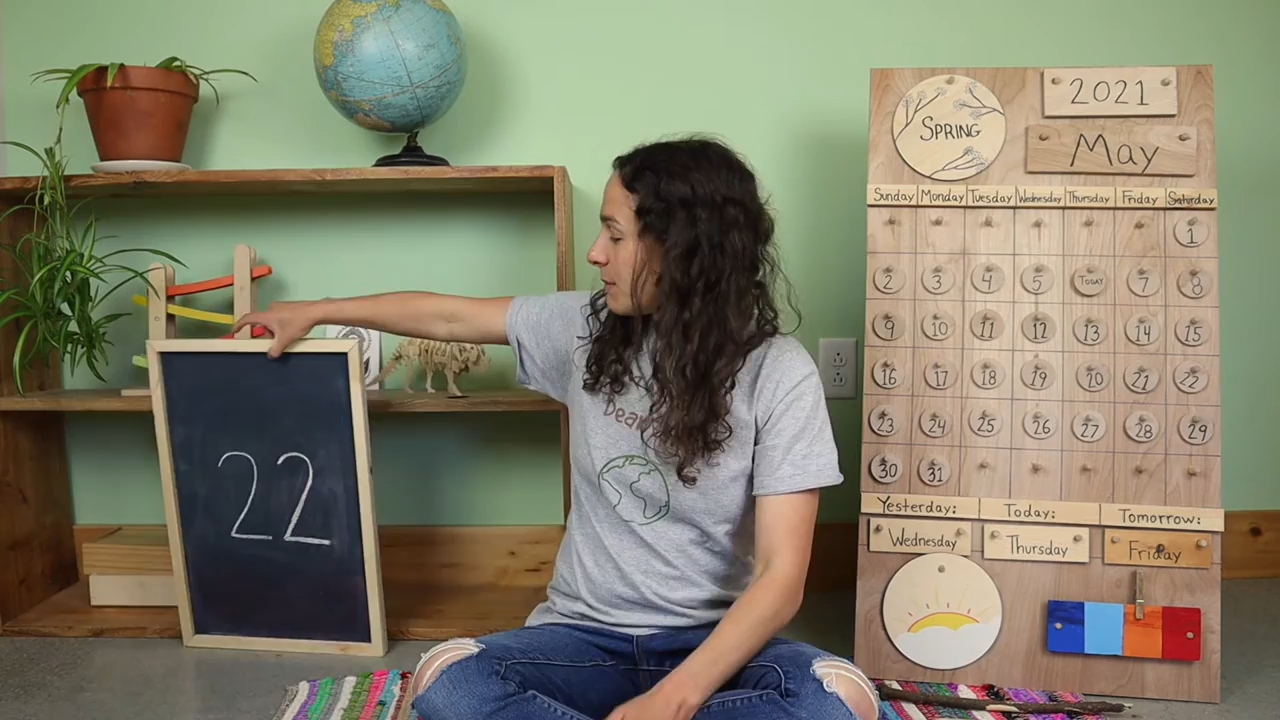 22
Dear
SPRING
2021
May
Sunday Monday Tuesday Wednesday Thursday Friday Saturday
1
2 3 4 5 TODAY 7 8
9 10 11 12 13 14 15
16 17 18 19 20 21 22
23 24 25 26 27 28 29
30 31
Yesterday: Today: Tomorrow:
Wednesday Thursday Friday